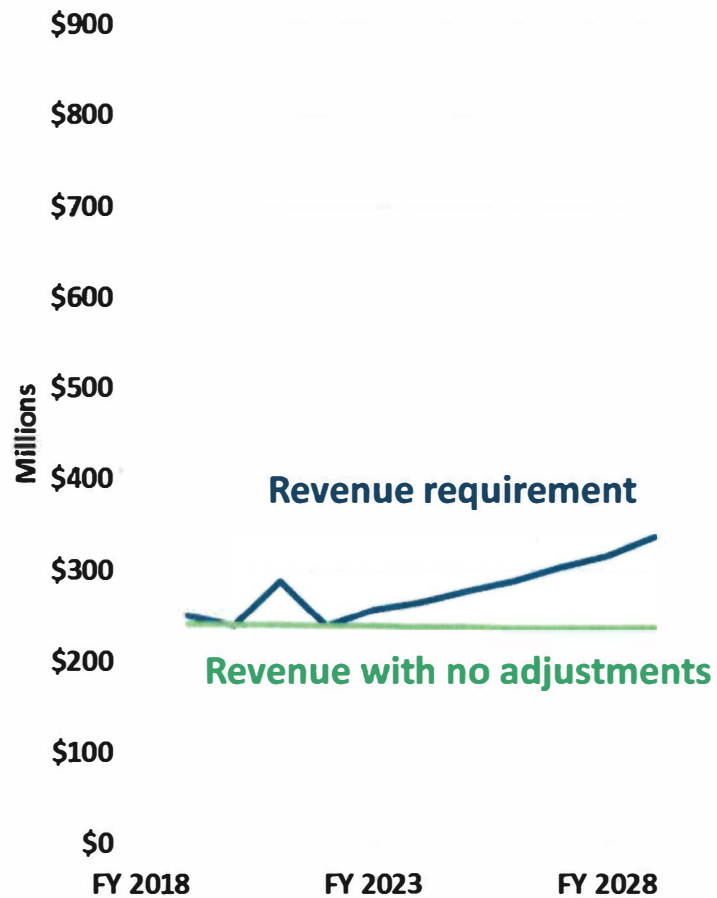 $900
$800
$700
$600
$500
$400
$300
$200
$100
$0
Millions
Revenue requirement
Revenue with no adjustments
FY 2018 FY 2023 FY 2028